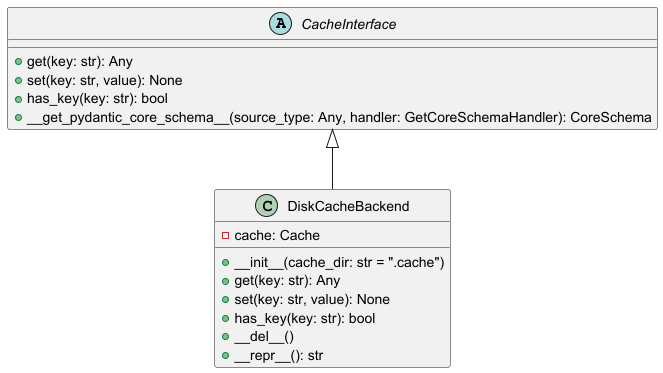 A CacheInterface
get(key: str): Any
set(key: str, value): None
has_key(key: str): bool
__get_pydantic_core_schema__(source_type: Any, handler: GetCoreSchemaHandler): CoreSchema
C DiskCacheBackend
cache: Cache
__init__(cache_dir: str = ".cache")
get(key: str): Any
set(key: str, value): None
has_key(key: str): bool
__del__()
__repr__(): str